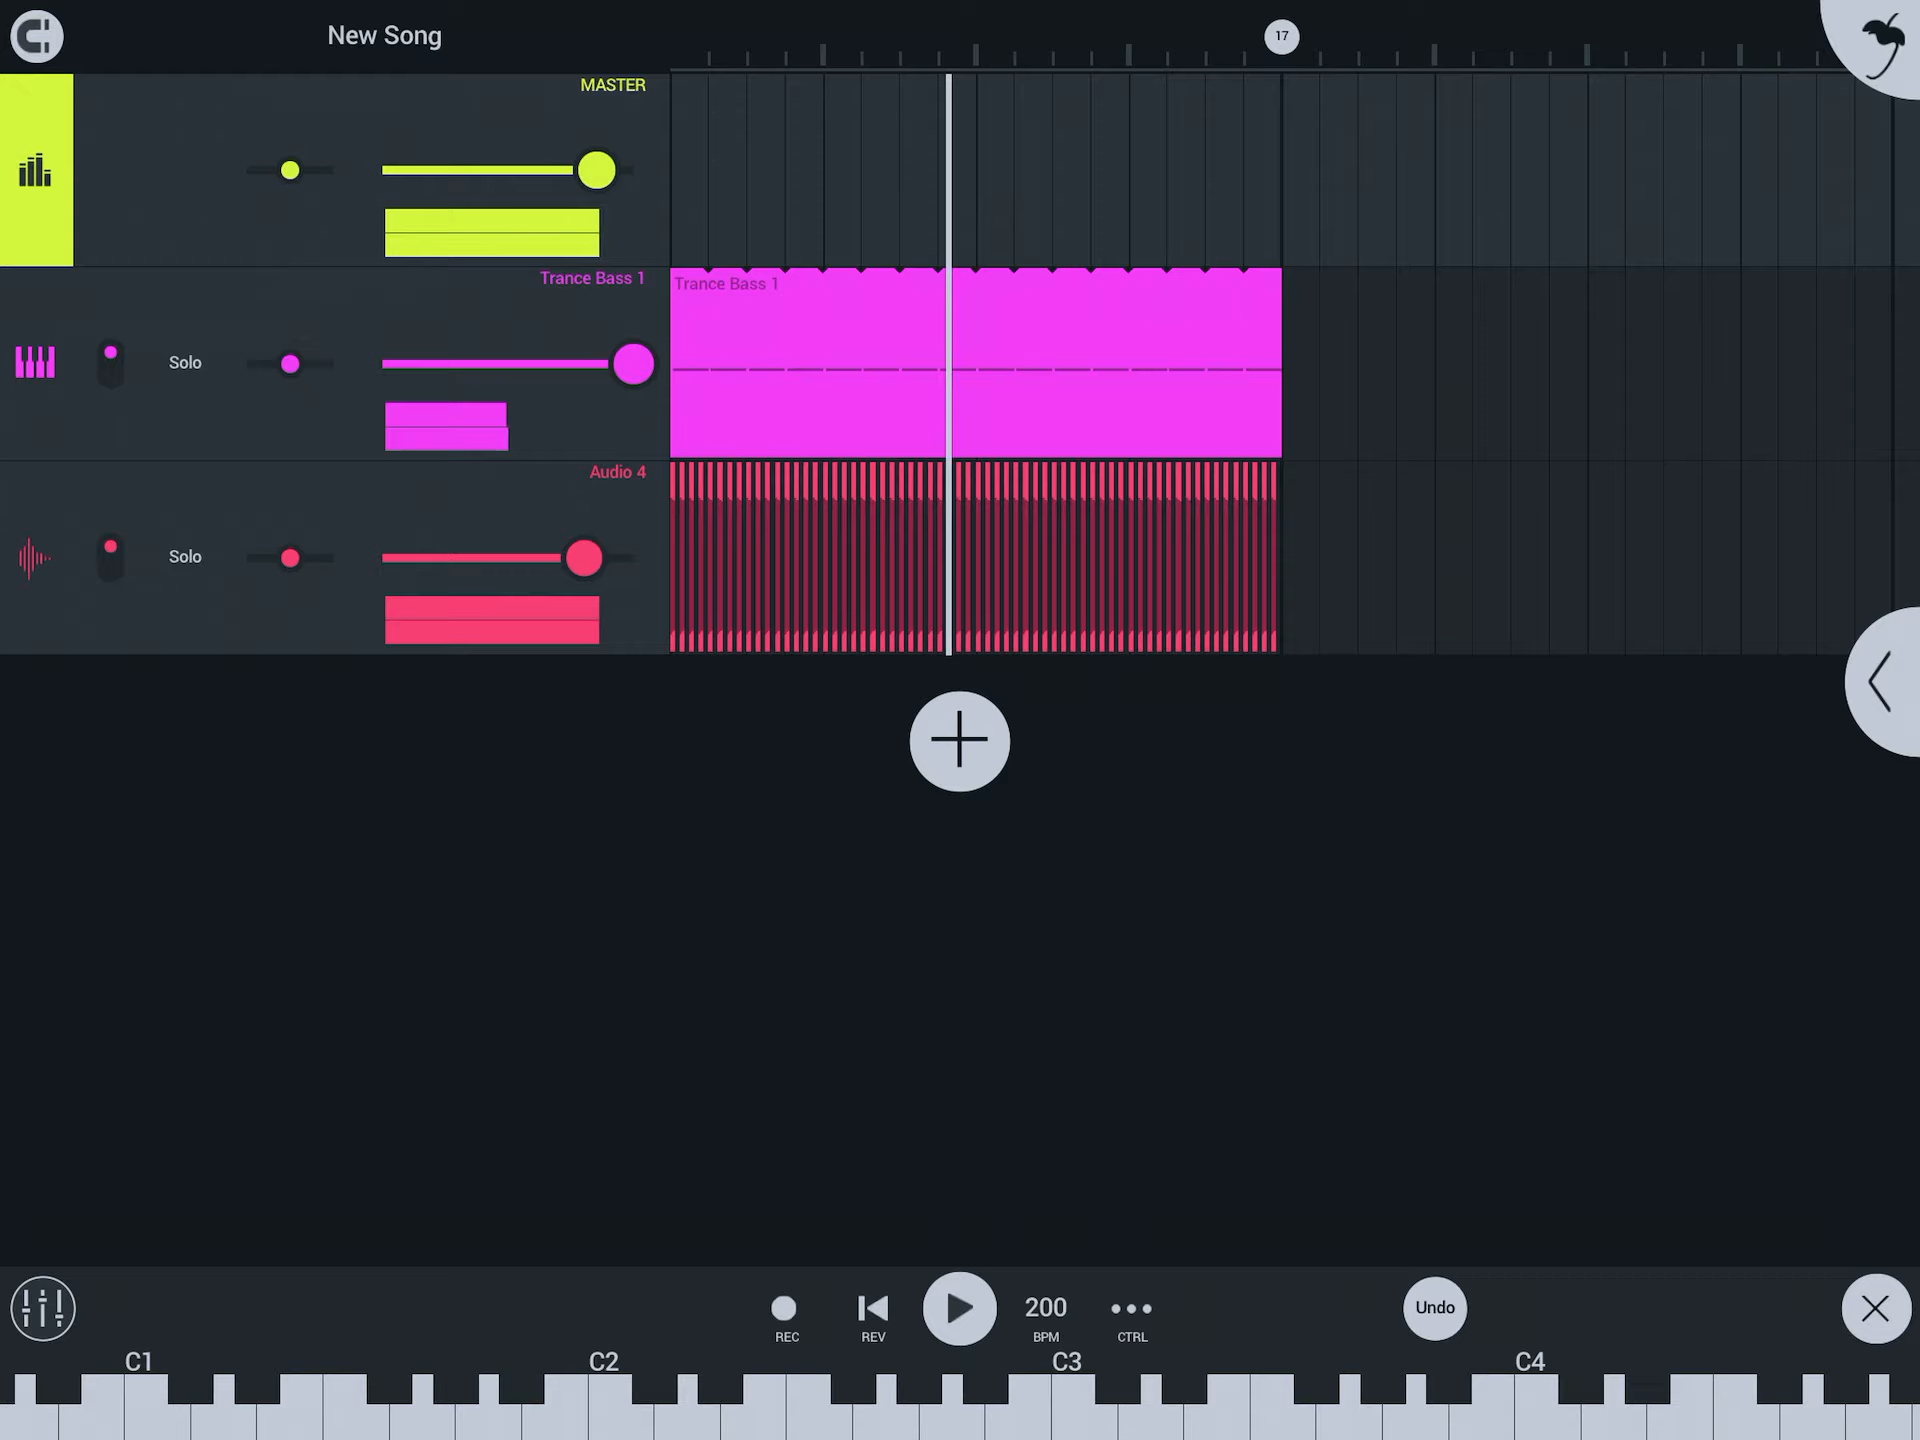 New Song
17
MASTER
Trance Bass 1
Trance Bass 1
Solo
Audio 4
Solo
200
Undo
REC
REV
BPM
CTRL
C1
C2
C3
C4